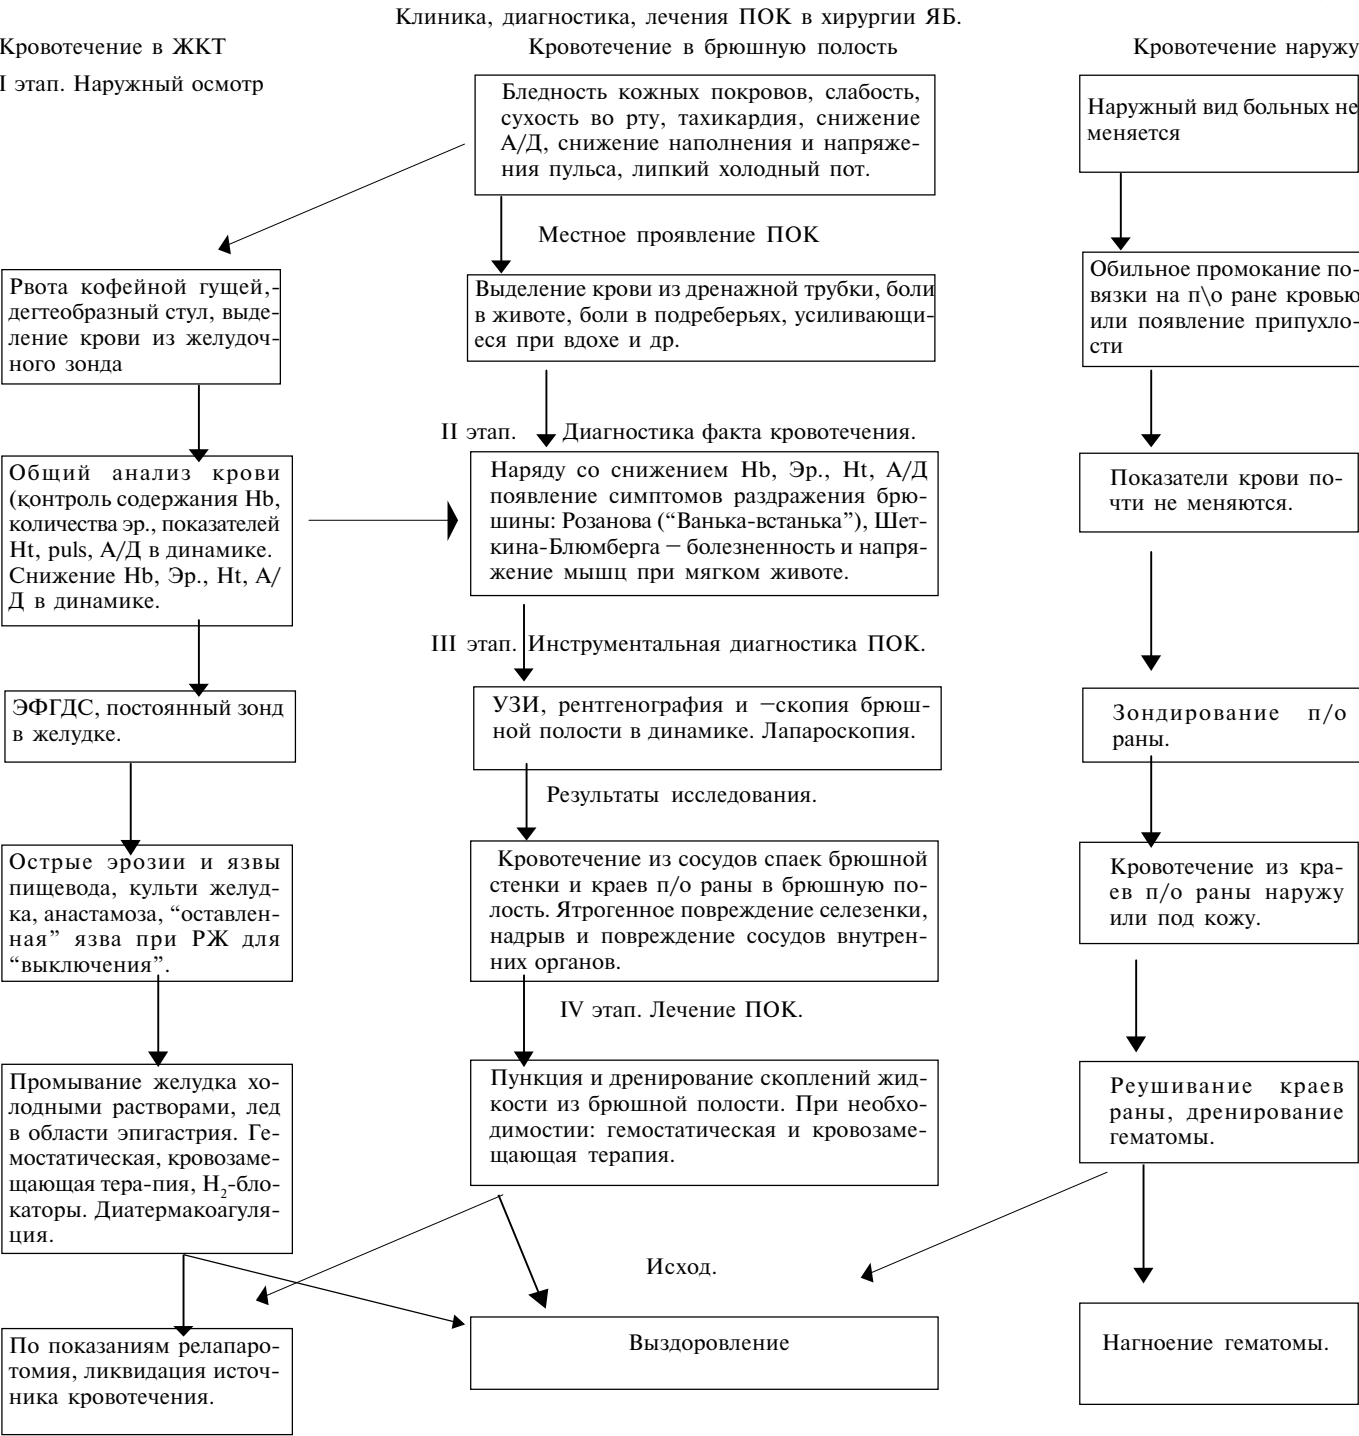 Клиника, диагностика, лечения ПОК в хирургии ЯБ.
Кровотечение в ЖКТ
Кровотечение в брюшную полость
Кровотечение наружу
I этап. Наружный осмотр
Бледность кожных покровов, слабость,
сухость во рту, тахикардия, снижение
А/Д, снижение наполнения и напряже-
ния пульса, липкий холодный пот.
Наружный вид больных не
меняется
Местное проявление ПОК
Рвота кофейной гущей,-
дегтеобразный стул, выде-
ление крови из желудоч-
ного зонда
Выделение крови из дренажной трубки, боли
в животе, боли в подреберьях, усиливающи-
еся при вдохе и др.
Обильное промокание по-
вязки на п\о ране кровью
или появление припухло-
сти
II этап. Диагностика факта кровотечения.
Общий анализ крови
(контроль содержания Hb,
количества эр., показателей
Ht, puls, А/Д в динамике.
Снижение Hb, Эр., Ht, А/
Д в динамике.
Наряду со снижением Hb, Эр., Ht, А/Д
появление симптомов раздражения брю-
шины: Розанова (“Ванька-встанька”), Шет-
кина-Блюмберга – болезненность и напря-
жение мышц при мягком животе.
Показатели крови по-
чти не меняются.
III этап. Инструментальная диагностика ПОК.
ЭФГДС, постоянный зонд
в желудке.
УЗИ, рентгенография и –скопия брюш-
ной полости в динамике. Лапароскопия.
Зондирование п/о
раны.
Результаты исследования.
Острые эрозии и язвы
пищевода, культи желуд-
ка, анастамоза, “оставлен-
ная” язва при РЖ для
“выключения”.
Кровотечение из сосудов спаек брюшной
стенки и краев п/о раны в брюшную по-
лость. Ятрогенное повреждение селезенки,
надрыв и повреждение сосудов внутрен-
них органов.
Кровотечение из кра-
ев п/о раны наружу
или под кожу.
IV этап. Лечение ПОК.
Промывание желудка хо-
лодными растворами, лед
в области эпигастрия. Ге-
мостатическая, кровозаме-
щающая тера-пия, H₂-бло-
каторы. Диатермакоагуля-
ция.
Пункция и дренирование скоплений жид-
кости из брюшной полости. При необхо-
димостии: гемостатическая и кровозаме-
щающая терапия.
Реушивание краев
раны, дренирование
гематомы.
Исход.
По показаниям релапаро-
томия, ликвидация источ-
ника кровотечения.
Выздоровление
Нагноение гематомы.